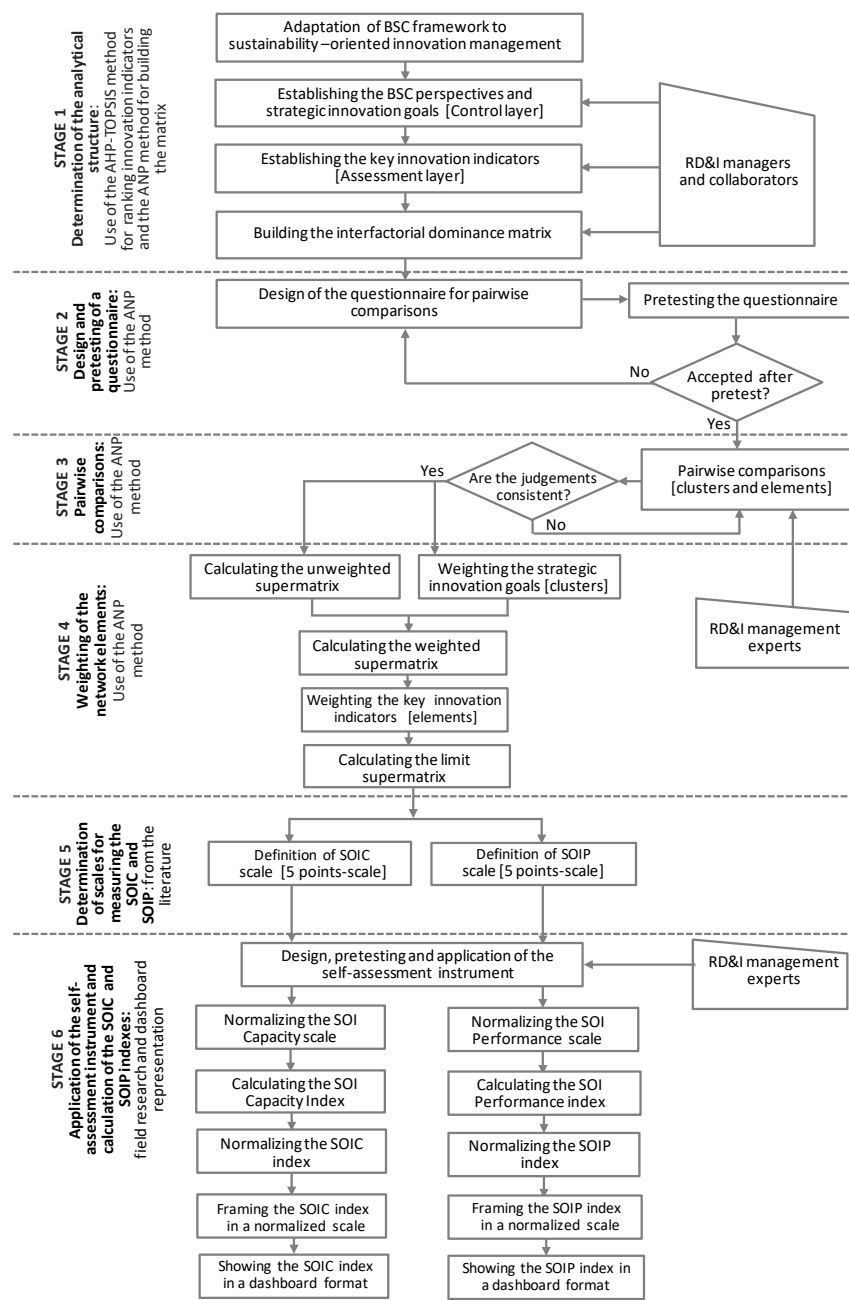 STAGE 1
Determination of the analytical
structure:
Use of the AHP-TOPSIS method
for ranking innovation indicators
and the ANP method for building
the matrix
Adaptation of BSC framework to
sustainability –oriented innovation management
Establishing the BSC perspectives and
strategic innovation goals [Control layer]
Establishing the key innovation indicators
[Assessment layer]
Building the interfactorial dominance matrix
RD&I managers
and collaborators
STAGE 2
Design and
pretesting of a
questionnaire:
Use of the ANP
method
Design of the questionnaire for pairwise
comparisons
Pretesting the questionnaire
Accepted after
pretest?
No
Yes
STAGE 3
Pairwise
comparisons:
Use of the ANP
method
Yes
Are the judgements
consistent?
No
Pairwise comparisons
[clusters and elements]
STAGE 4
Weighting of the
network elements:
Use of the ANP
method
Calculating the unweighted
supermatrix
Weighting the strategic
innovation goals [clusters]
Calculating the weighted
supermatrix
Weighting the key innovation
indicators [elements]
Calculating the limit
supermatrix
RD&I management
experts
STAGE 5
Determination
of scales for
measuring the
SOIC and
SOIP: from the
literature
Definition of SOIC
scale [5 points-scale]
Definition of SOIP
scale [5 points-scale]
STAGE 6
Application of the self-
assessment instrument and
calculation of the SOIC and
SOIP indexes:
field research and dashboard
representation
Design, pretesting and application of the
self-assessment instrument
RD&I management
experts
Normalizing the SOI
Capacity scale
Normalizing the SOI
Performance scale
Calculating the SOI
Capacity Index
Calculating the SOI
Performance index
Normalizing the SOIC
index
Normalizing the SOIP
index
Framing the SOIC index
in a normalized scale
Framing the SOIP index
in a normalized scale
Showing the SOIC index
in a dashboard format
Showing the SOIP index in
a dashboard format